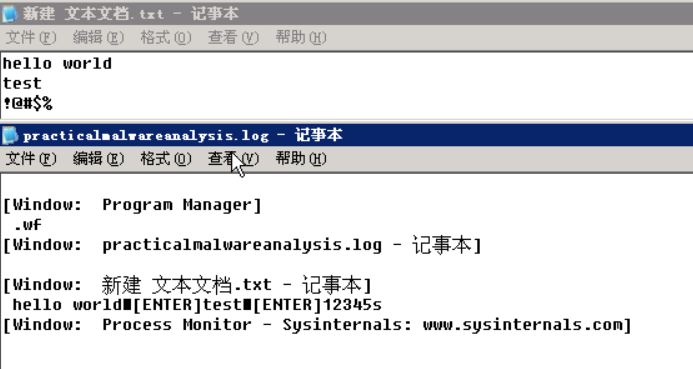 新建 文本文档.txt - 记事本
文件(F) 编辑(E) 格式(O) 查看(V) 帮助(H)
hello world
test
!@#$%
practicalmalwareanalysis.log - 记事本
文件(F) 编辑(E) 格式(O) 查看(V) 帮助(H)
[Window: Program Manager]
.wf
[Window: practicalmalwareanalysis.log - 记事本]
[Window: 新建 文本文档.txt - 记事本]
hello world■[ENTER]test■[ENTER]12345s
[Window: Process Monitor - Sysinternals: www.sysinternals.com]